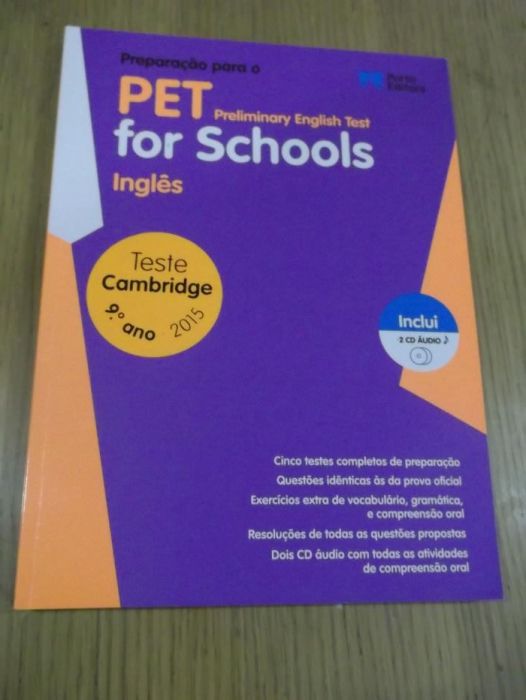 Preparação para o
Porto
Editora
PET Preliminary English Test
for Schools
Inglês
Teste
Cambridge
9.º ano 2015
Inclui
2 CD ÁUDIO
Cinco testes completos de preparação
Questões idênticas às da prova oficial
Exercícios extra de vocabulário, gramática,
e compreensão oral
Resoluções de todas as questões propostas
Dois CD áudio com todas as atividades
de compreensão oral